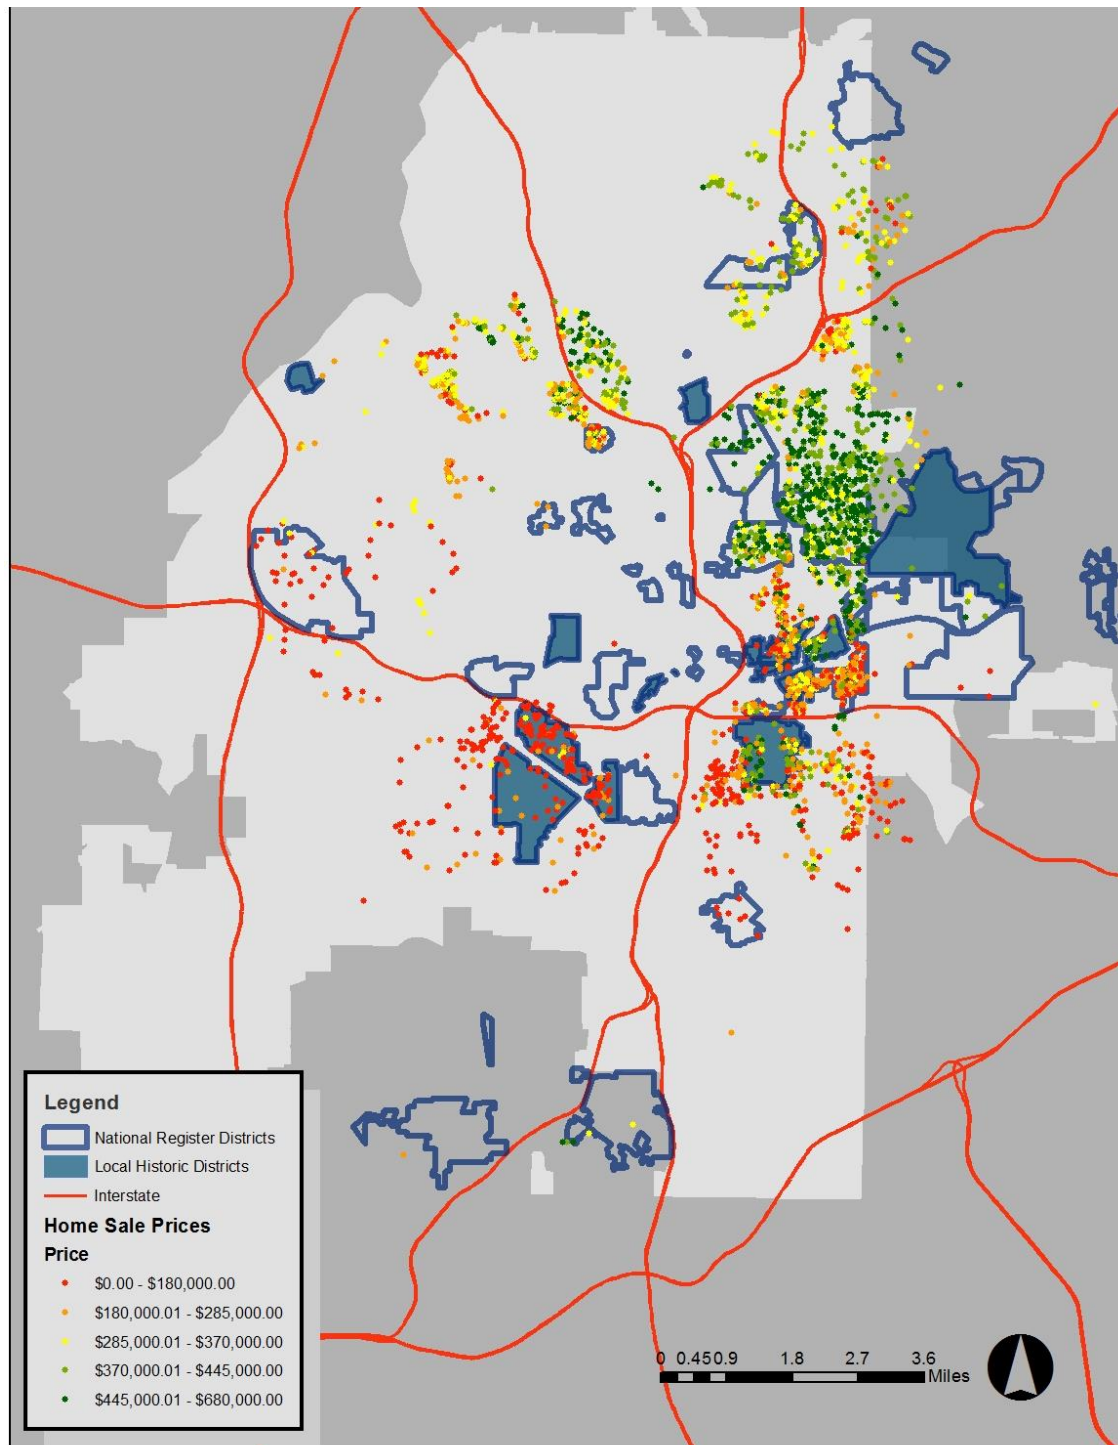 Legend
National Register Districts
Local Historic Districts
Interstate
Home Sale Prices
Price
$0.00 - $180,000.00
$180,000.01 - $285,000.00
$285,000.01 - $370,000.00
$370,000.01 - $445,000.00
$445,000.01 - $680,000.00
0 0.45 0.9 1.8 2.7 3.6
Miles